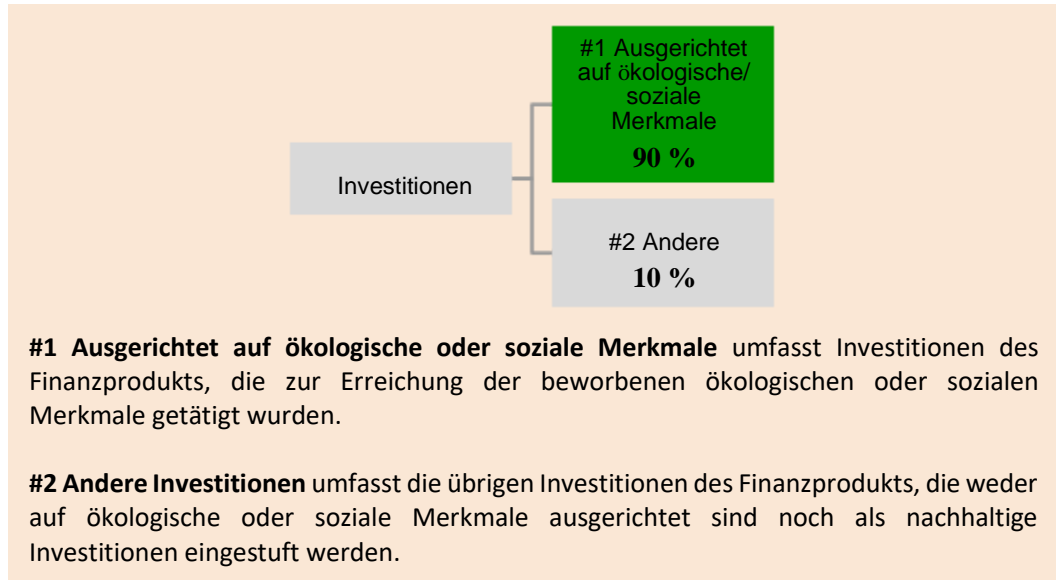 #1 Ausgerichtet
auf ökologische/
soziale
Merkmale
90 %
Investitionen
#2 Andere
10 %
#1 Ausgerichtet auf ökologische oder soziale Merkmale umfasst Investitionen des
Finanzprodukts, die zur Erreichung der beworbenen ökologischen oder sozialen
Merkmale getätigt wurden.
#2 Andere Investitionen umfasst die übrigen Investitionen des Finanzprodukts, die weder
auf ökologische oder soziale Merkmale ausgerichtet sind noch als nachhaltige
Investitionen eingestuft werden.